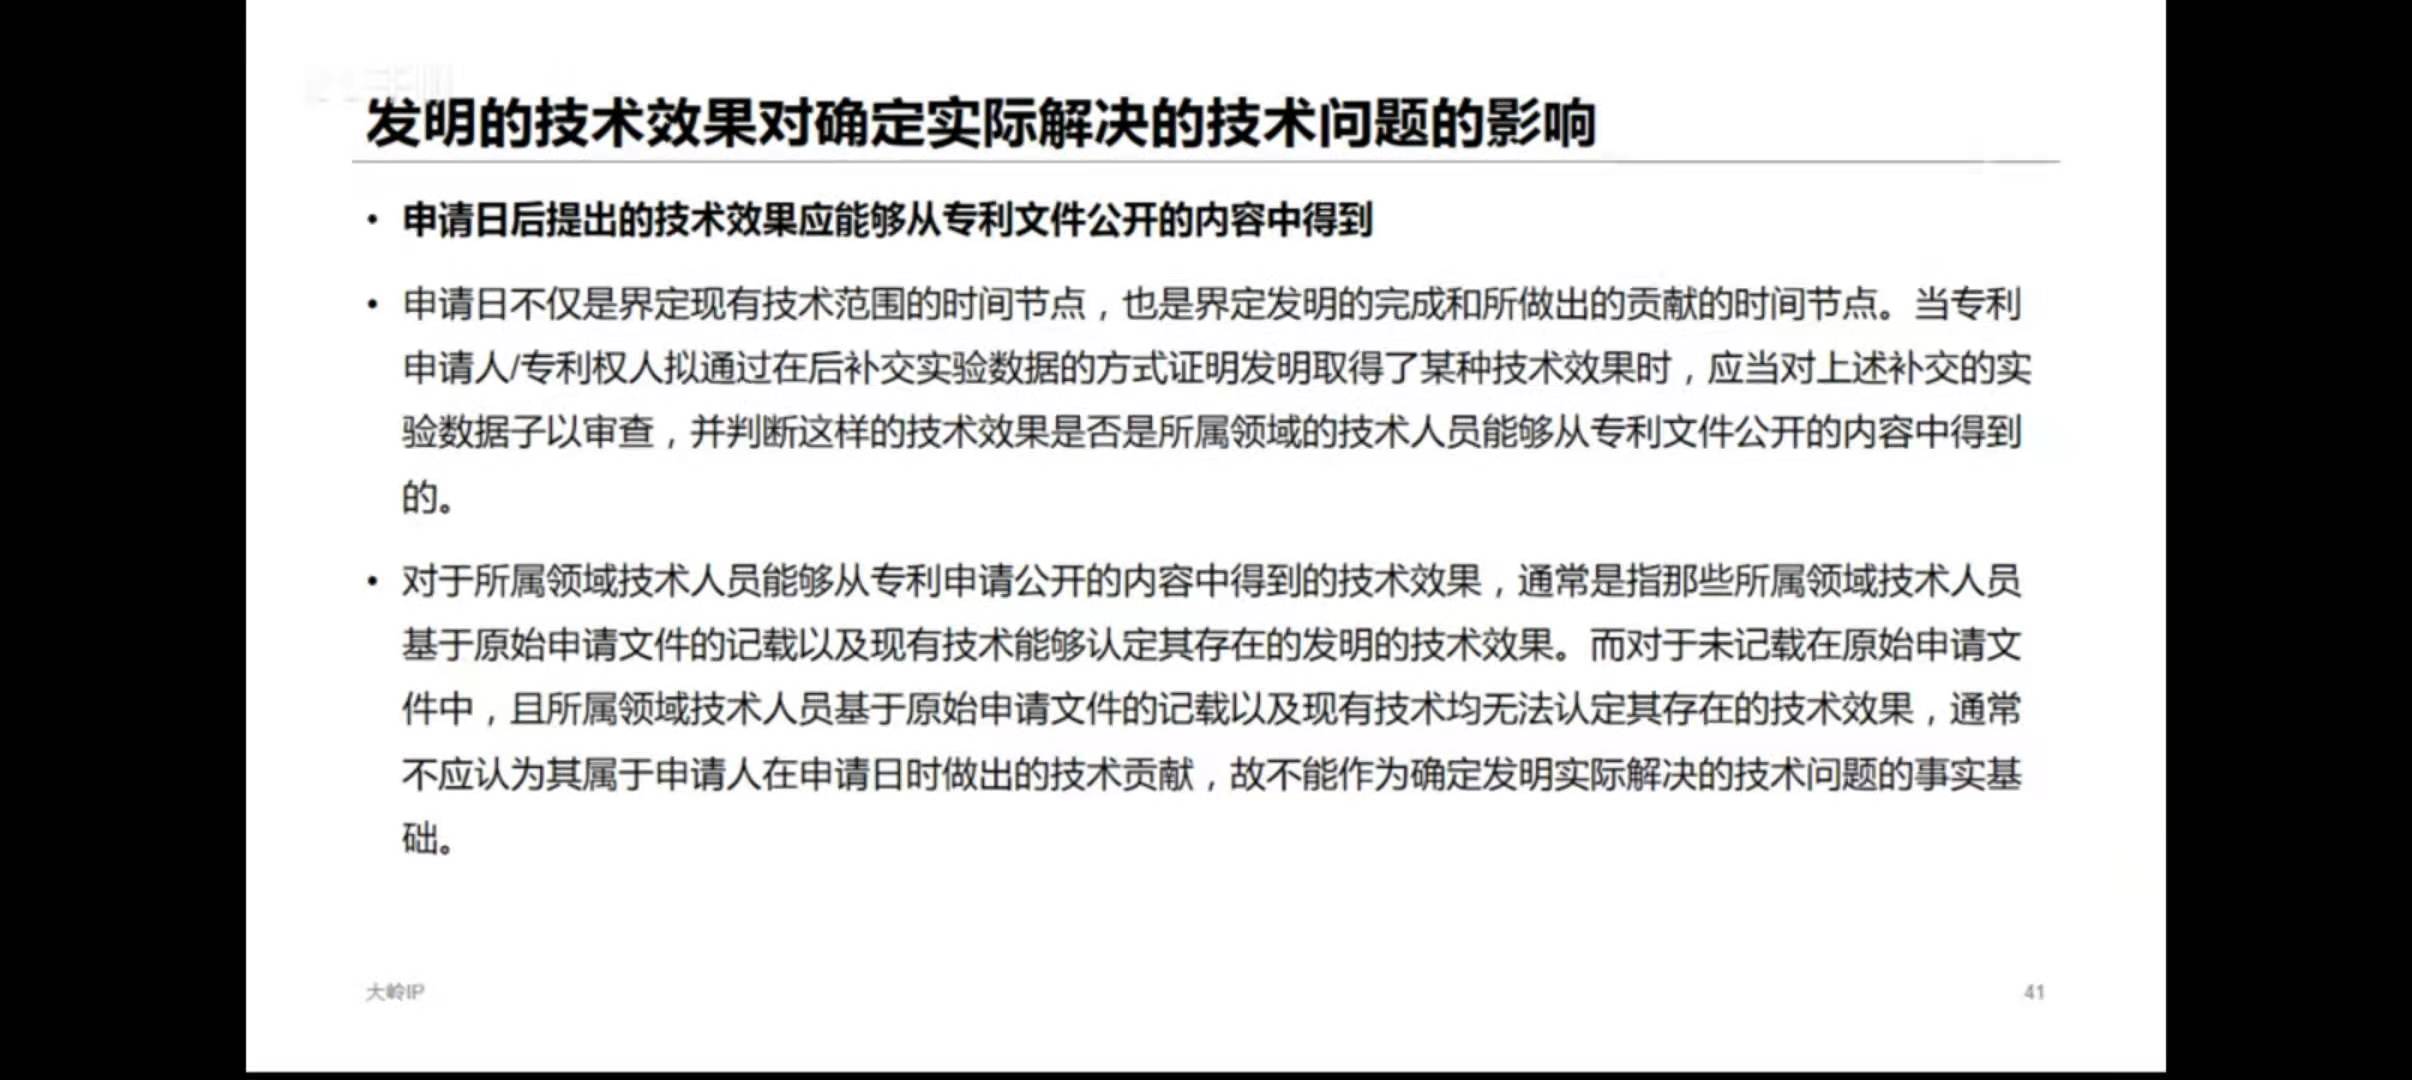 发明的技术效果对确定实际解决的技术问题的影响
• 申请日后提出的技术效果应能够从专利文件公开的内容中得到
• 申请日不仅是界定现有技术范围的时间节点，也是界定发明的完成和所做出的贡献的时间节点。当专利
申请人/专利权人拟通过在后补交实验数据的方式证明发明取得了某种技术效果时，应当对上述补交的实
验数据子以审查，并判断这样的技术效果是否是所属领域的技术人员能够从专利文件公开的内容中得到
的。
• 对于所属领域技术人员能够从专利申请公开的内容中得到的技术效果，通常是指那些所属领域技术人员
基于原始申请文件的记载以及现有技术能够认定其存在的发明的技术效果。而对于未记载在原始申请文
件中，且所属领域技术人员基于原始申请文件的记载以及现有技术均无法认定其存在的技术效果，通常
不应认为其属于申请人在申请日时做出的技术贡献，故不能作为确定发明实际解决的技术问题的事实基
础。
大岭IP
41